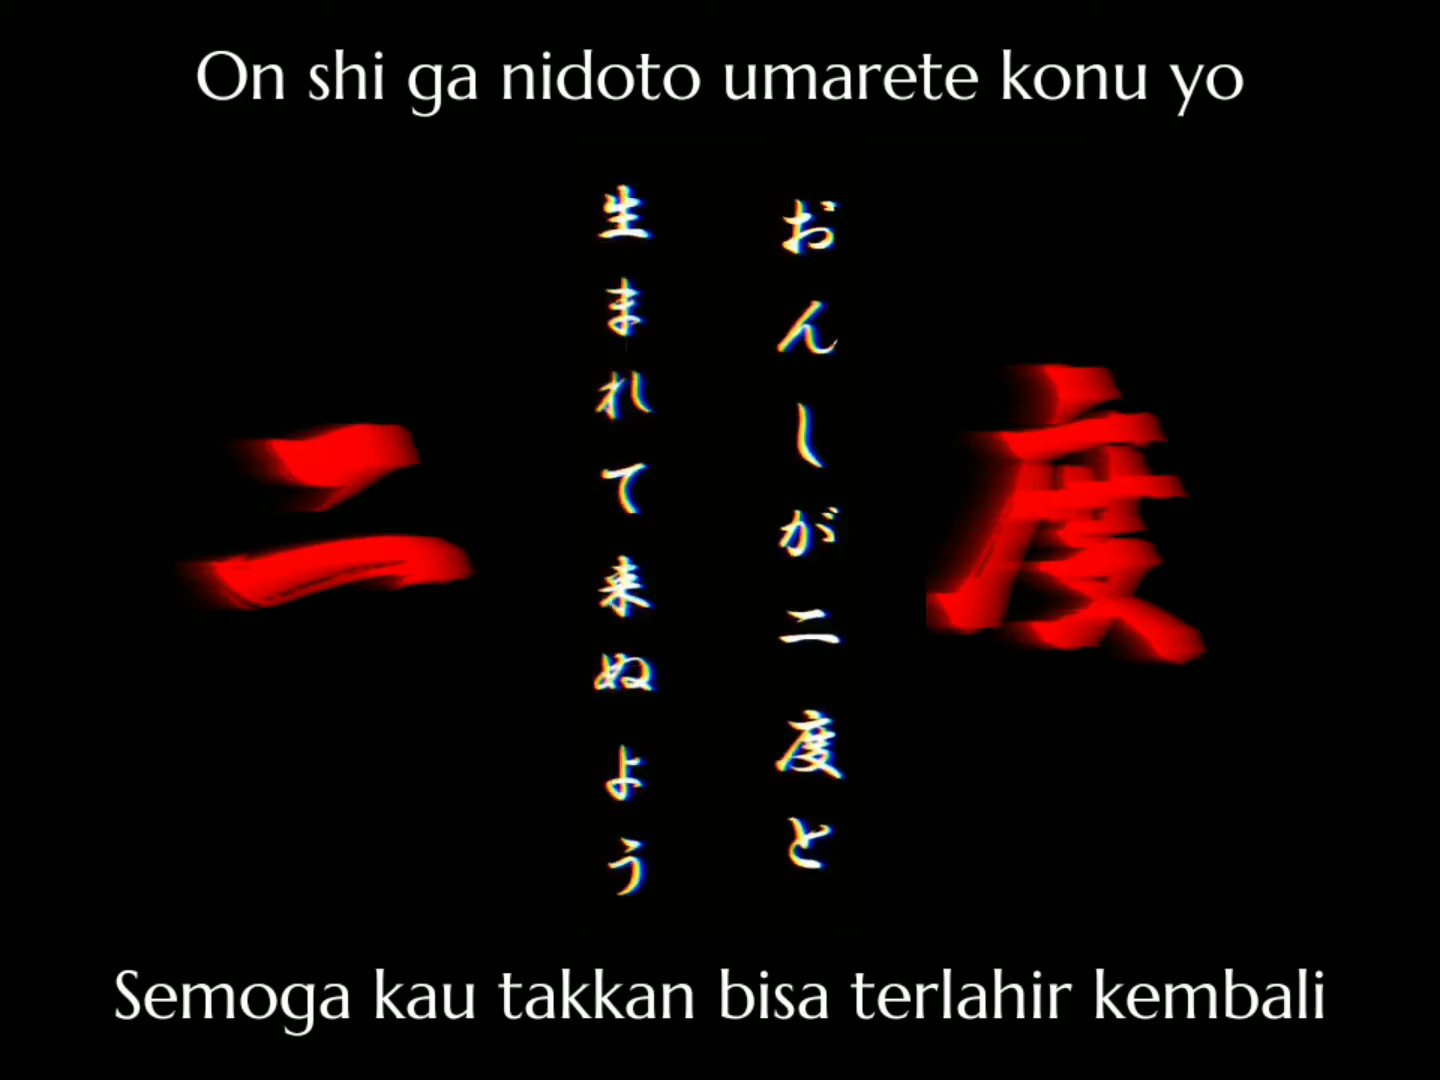 On shi ga nidoto umarete konu yo
おんしが二度と
生まれて来ぬよう
二度
Semoga kau takkan bisa terlahir kembali